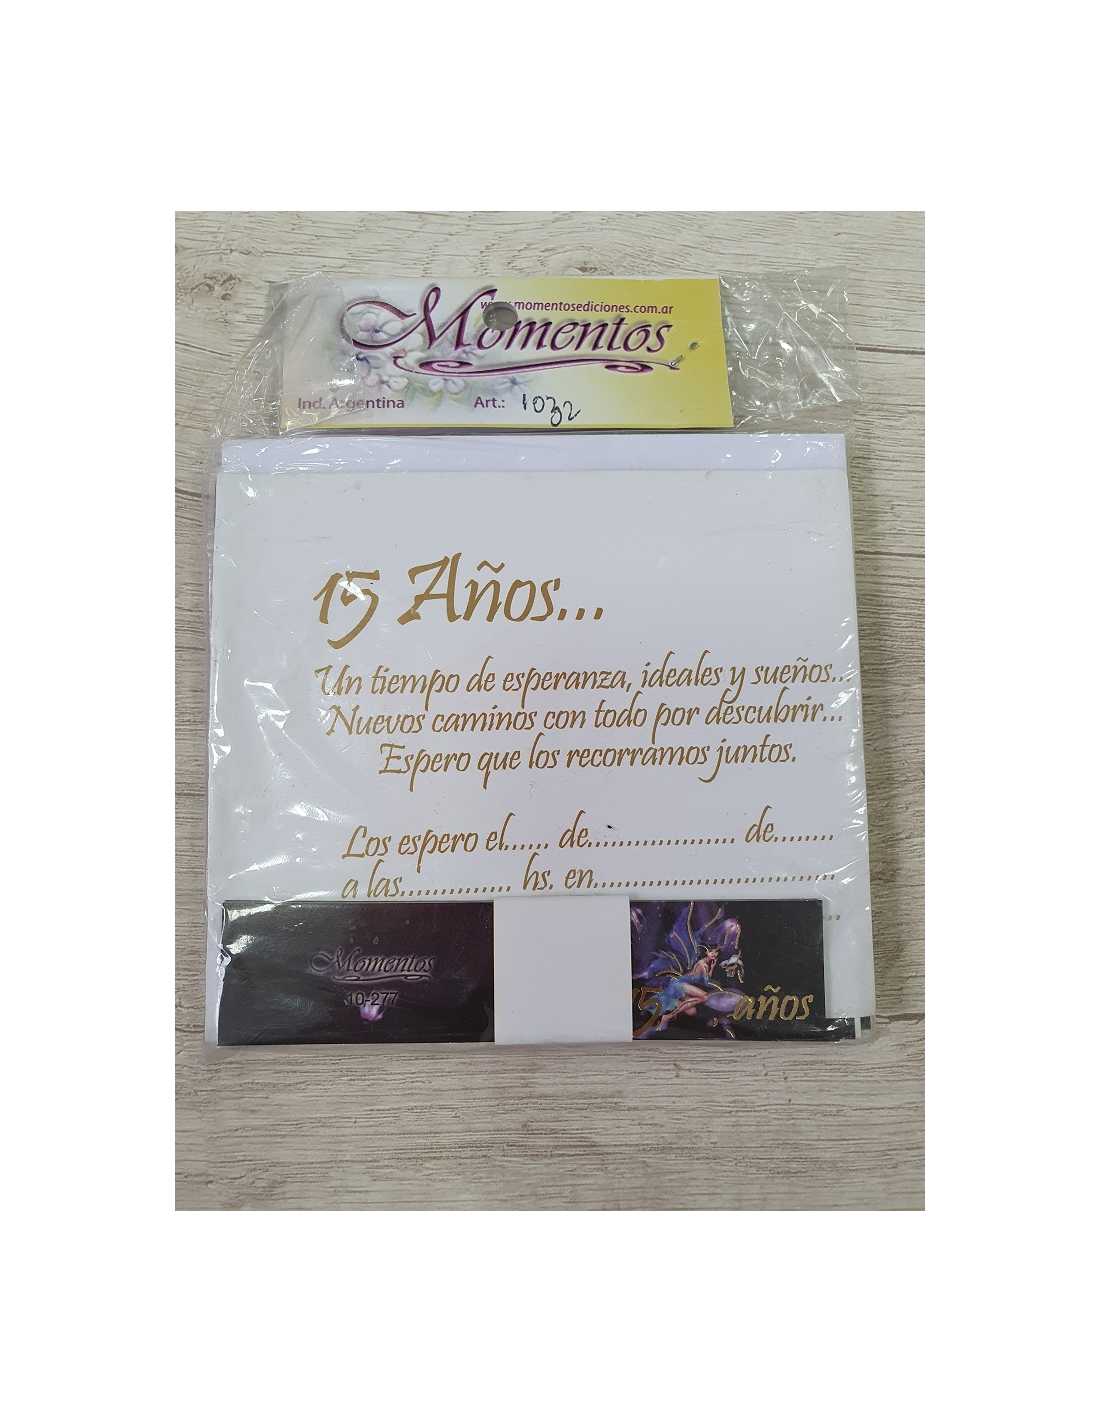 www.momentosediciones.com.ar
Momentos
Ind. Argentina Art.: 1032
15 Años...
Un tiempo de esperanza, ideales y sueños...
Nuevos caminos con todo por descubrir...
Espero que los recorramos juntos.
Los espero el...... de................... de........
a las.............. hs. en...............................
Momentos
10-277
15 años